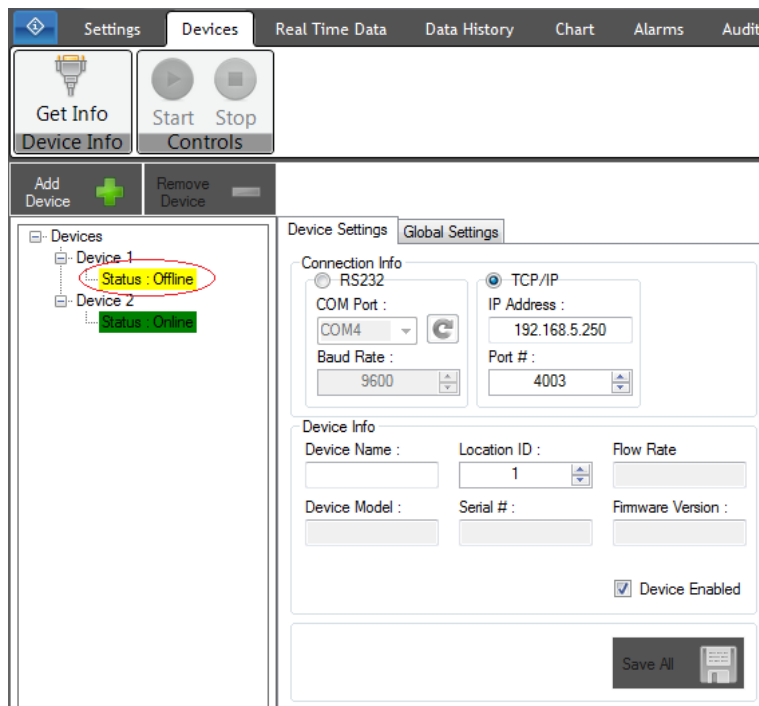 Settings Devices Real Time Data Data History Chart Alarms Audit
Get Info
Device Info
Start Stop
Controls
Add
Device
Remove
Device
Devices
Device 1
Status : Offline
Device 2
Status : Online
Device Settings Global Settings
Connection Info
RS232
COM Port :
COM4
Baud Rate :
9600
TCP/IP
IP Address :
192.168.5.250
Port # :
4003
Device Info
Device Name : Location ID : Flow Rate
1
Device Model : Serial # : Firmware Version :
Device Enabled
Save All